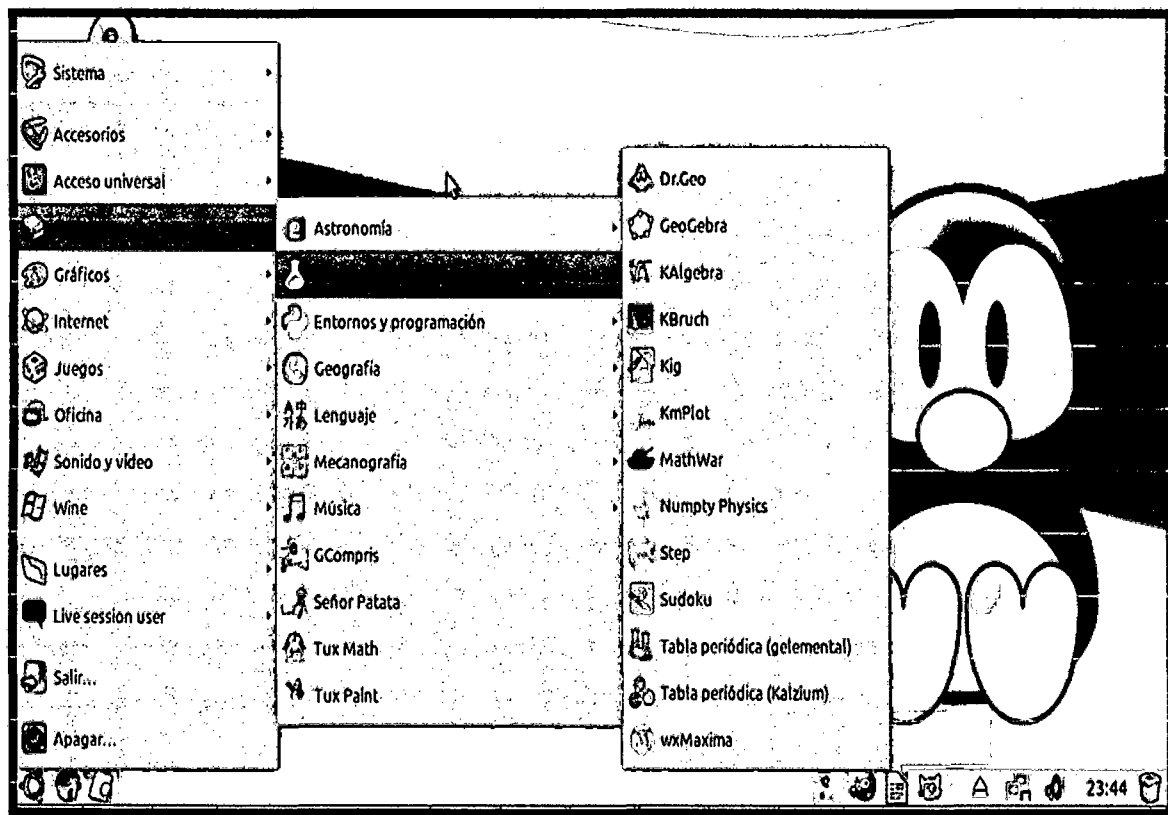 Sistema
Accesorios
Acceso universal
Gráficos
Internet
Juegos
Oficina
Sonido y vídeo
Wine
Lugares
Live session user
Salir...
Apagar...
Astronomía
Entornos y programación
Geografía
Lenguaje
Mecanografía
Música
GCompris
Señor Patata
Tux Math
Tux Paint
Dr.Geo
GeoGebra
KAlgebra
KBruch
Kig
KmPlot
MathWar
Numpty Physics
Step
Sudoku
Tabla periódica (gelemental)
Tabla periódica (Kalzium)
wxMaxima
23:44